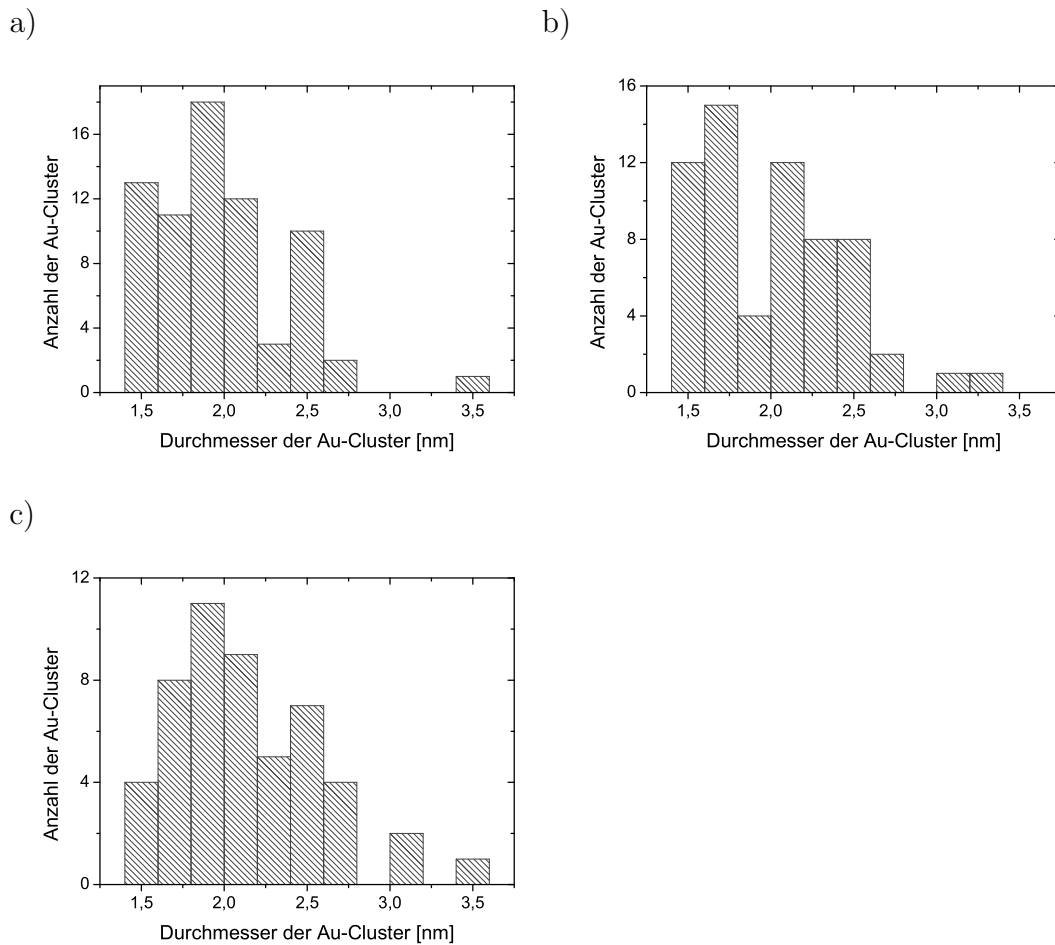 a)
b)
16
12
8
4
0
1,5 2,0 2,5 3,0 3,5
Anzahl der Au-Cluster
Durchmesser der Au-Cluster [nm]
16
12
8
4
0
1,5 2,0 2,5 3,0 3,5
Anzahl der Au-Cluster
Durchmesser der Au-Cluster [nm]
c)
12
8
4
0
1,5 2,0 2,5 3,0 3,5
Anzahl der Au-Cluster
Durchmesser der Au-Cluster [nm]